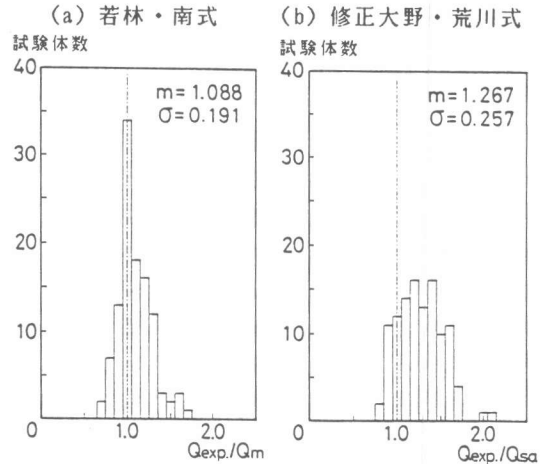 (a) 若林・南式
試験体数
40
30
20
10
0
1.0
2.0
m=1.088
σ=0.191
Qexp./Qm
(b) 修正大野・荒川式
試験体数
40
30
20
10
0
1.0
2.0
m=1.267
σ=0.257
Qexp./Qsa